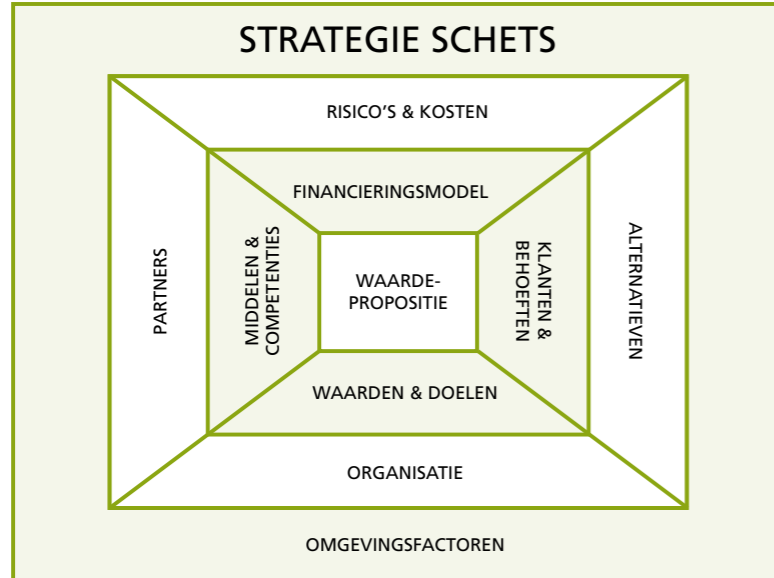 STRATEGIE SCHETS
RISICO'S & KOSTEN
FINANCIERINGSMODEL
PARTNERS
MIDDELEN &
COMPETENTIES
WAARDE-
PROPOSITIE
KLANTEN &
BEHOEFTEN
ALTERNATIEVEN
WAARDEN & DOELEN
ORGANISATIE
OMGEVINGSFACTOREN